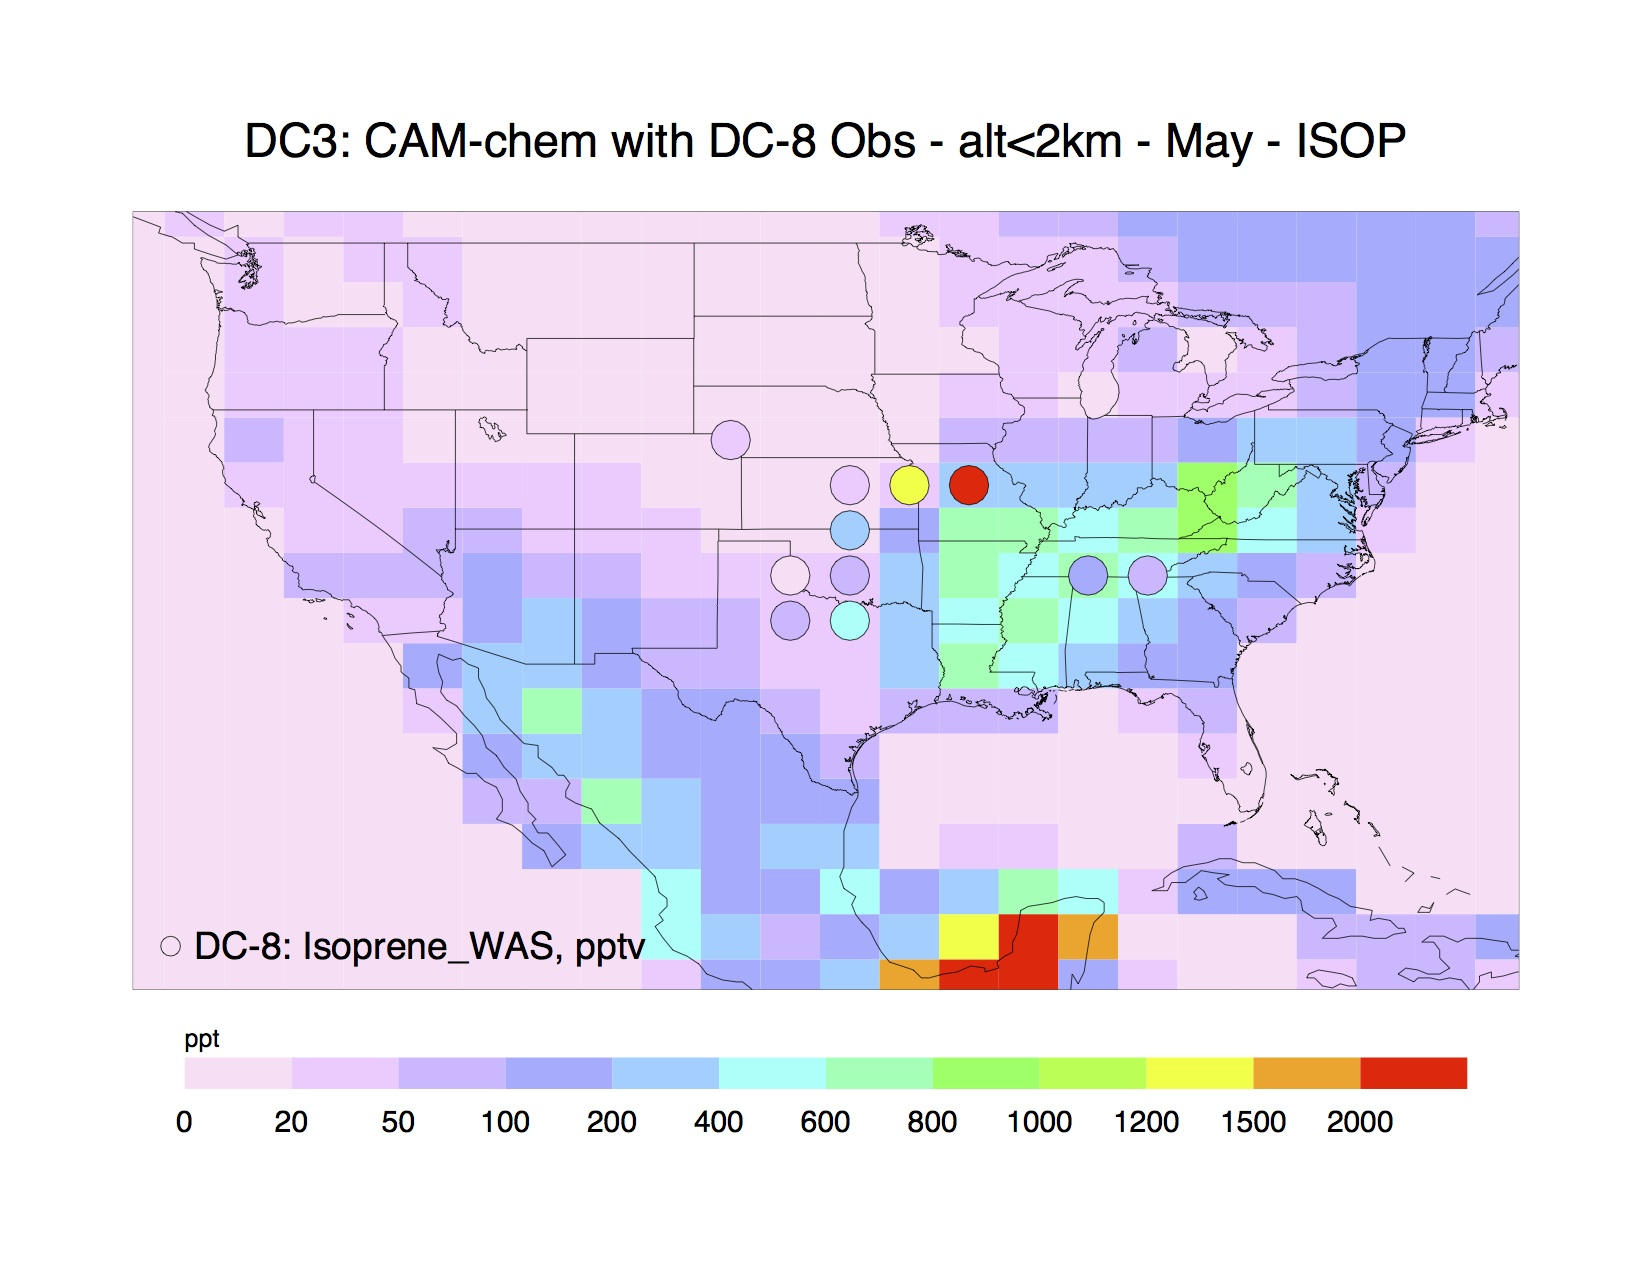 DC3: CAM-chem with DC-8 Obs - alt<2km - May - ISOP
DC-8: Isoprene_WAS, pptv
ppt
0 20 50 100 200 400 600 800 1000 1200 1500 2000